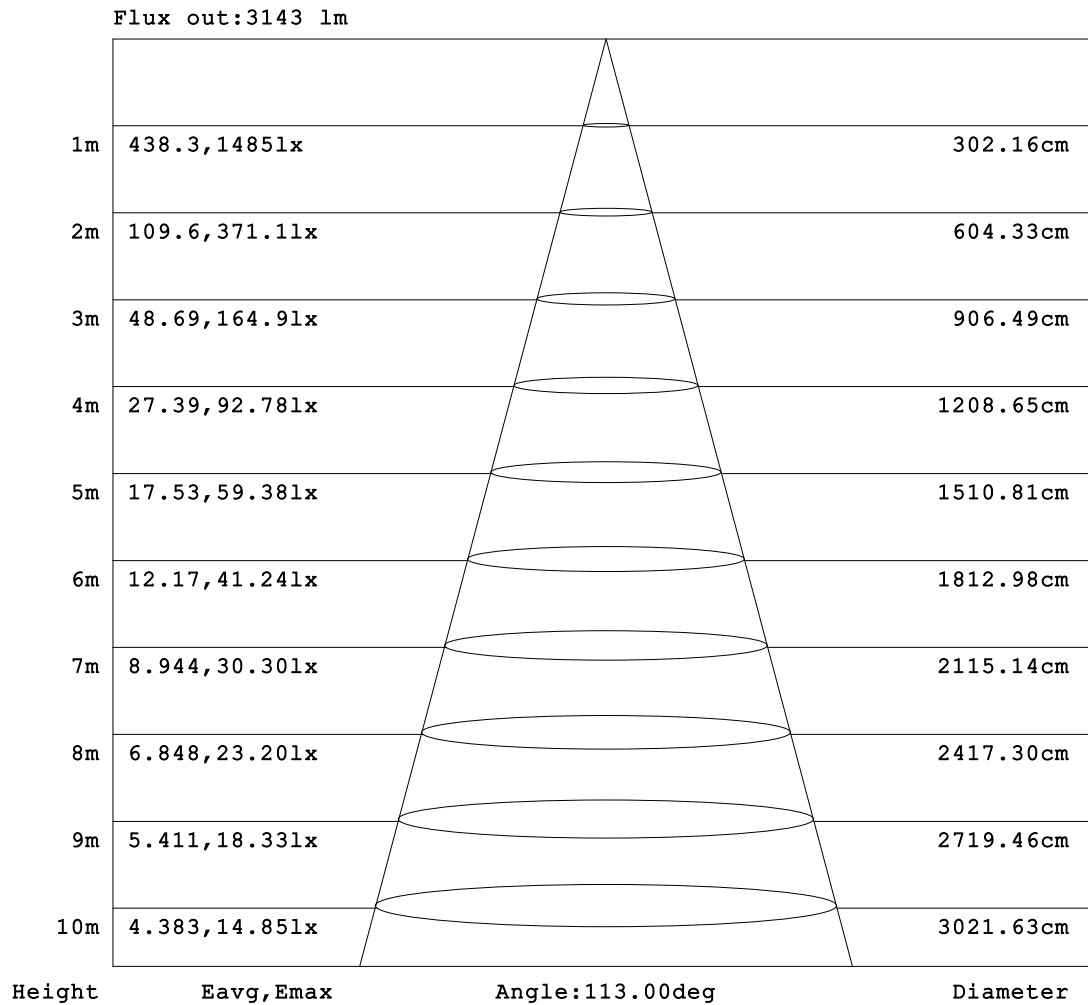 Flux out:3143 lm
1m 438.3,1485lx 302.16cm
2m 109.6,371.1lx 604.33cm
3m 48.69,164.9lx 906.49cm
4m 27.39,92.78lx 1208.65cm
5m 17.53,59.38lx 1510.81cm
6m 12.17,41.24lx 1812.98cm
7m 8.944,30.30lx 2115.14cm
8m 6.848,23.20lx 2417.30cm
9m 5.411,18.33lx 2719.46cm
10m 4.383,14.85lx 3021.63cm
Height Eavg,Emax Angle:113.00deg Diameter